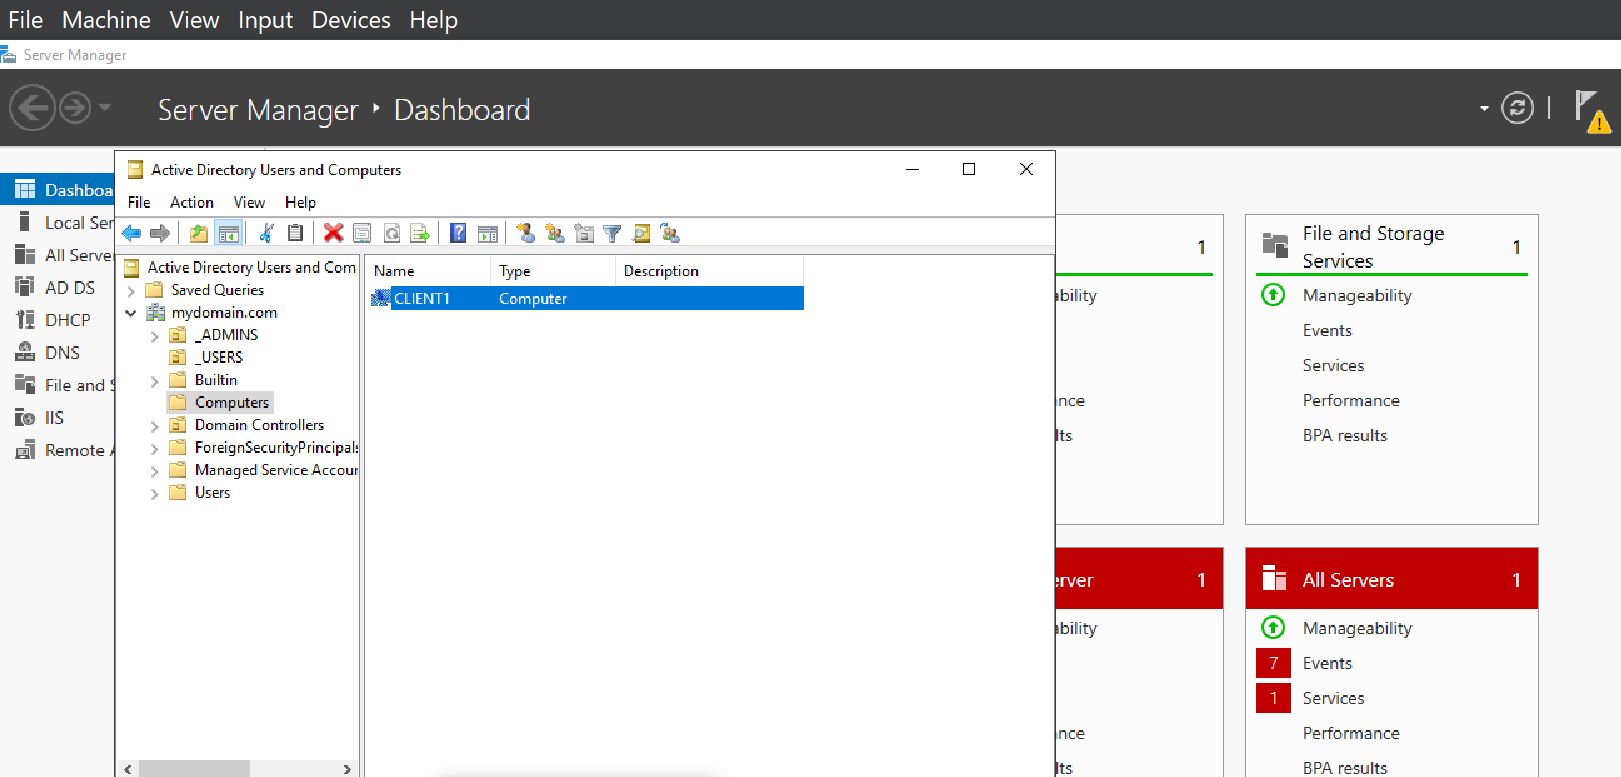 File Machine View Input Devices Help
Server Manager
Server Manager ‣ Dashboard
Active Directory Users and Computers
File Action View Help
Dashboa
Local Ser
All Serve
AD DS
DHCP
DNS
File and S
IIS
Remote A
Active Directory Users and Com
Saved Queries
mydomain.com
_ADMINS
_USERS
Builtin
Computers
Domain Controllers
ForeignSecurityPrincipals
Managed Service Accour
Users
Name Type Description
CLIENT1 Computer
1
ability
nce
lts
File and Storage
Services 1
Manageability
Events
Services
Performance
BPA results
erver 1
ability
nce
lts
All Servers 1
Manageability
7 Events
1 Services
Performance
BPA results